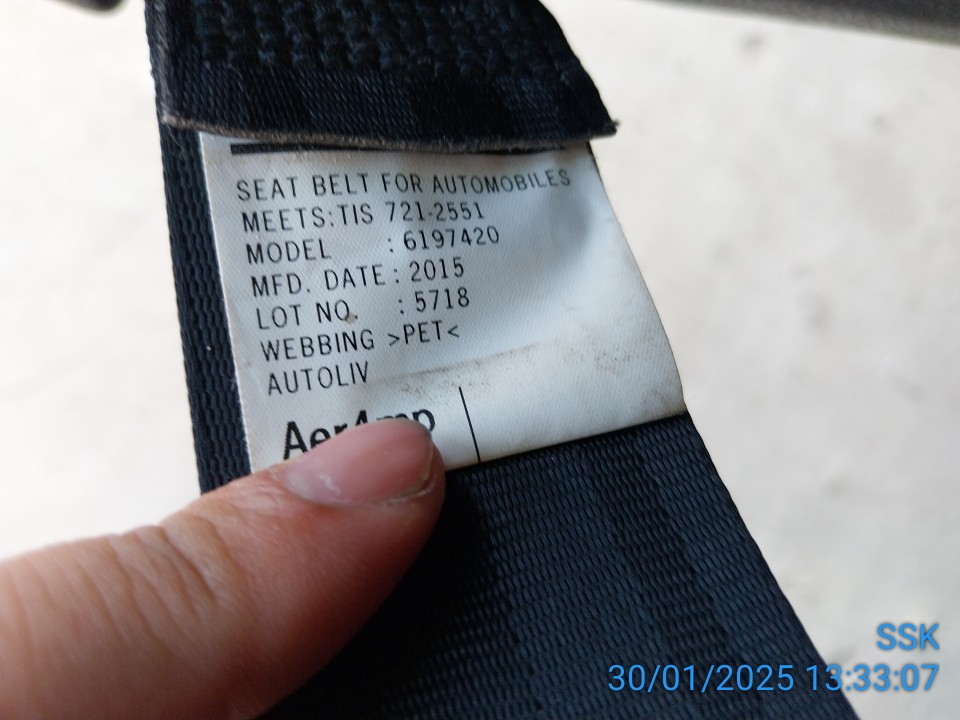 SEAT BELT FOR AUTOMOBILES
MEETS:TIS 721-2551
MODEL : 6197420
MFD. DATE : 2015
LOT NO. : 5718
WEBBING >PET<
AUTOLIV
SSK
30/01/2025 13:33:07